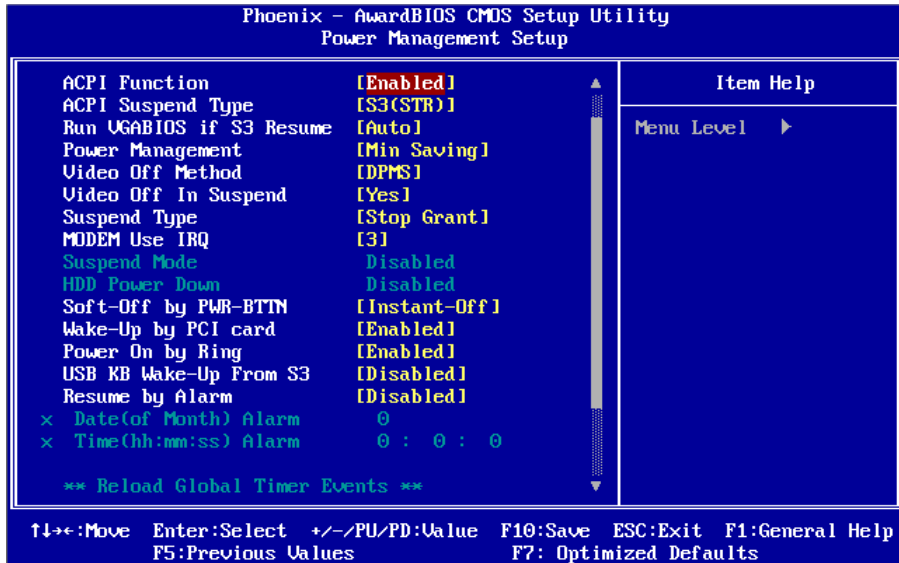 Phoenix - AwardBIOS CMOS Setup Utility
Power Management Setup
ACPI Function [Enabled]
ACPI Suspend Type [S3(STR)]
Run VGABIOS if S3 Resume [Auto]
Power Management [Min Saving]
Video Off Method [DPMS]
Video Off In Suspend [Yes]
Suspend Type [Stop Grant]
MODEM Use IRQ [3]
Suspend Mode Disabled
HDD Power Down Disabled
Soft-Off by PWR-BTTN [Instant-Off]
Wake-Up by PCI card [Enabled]
Power On by Ring [Enabled]
USB KB Wake-Up From S3 [Disabled]
Resume by Alarm [Disabled]
x Date(of Month) Alarm 0
x Time(hh:mm:ss) Alarm 0 : 0 : 0
** Reload Global Timer Events **
Item Help
Menu Level ▶
↑↓→←:Move Enter:Select +/-/PU/PD:Value F10:Save ESC:Exit F1:General Help
F5:Previous Values F7: Optimized Defaults